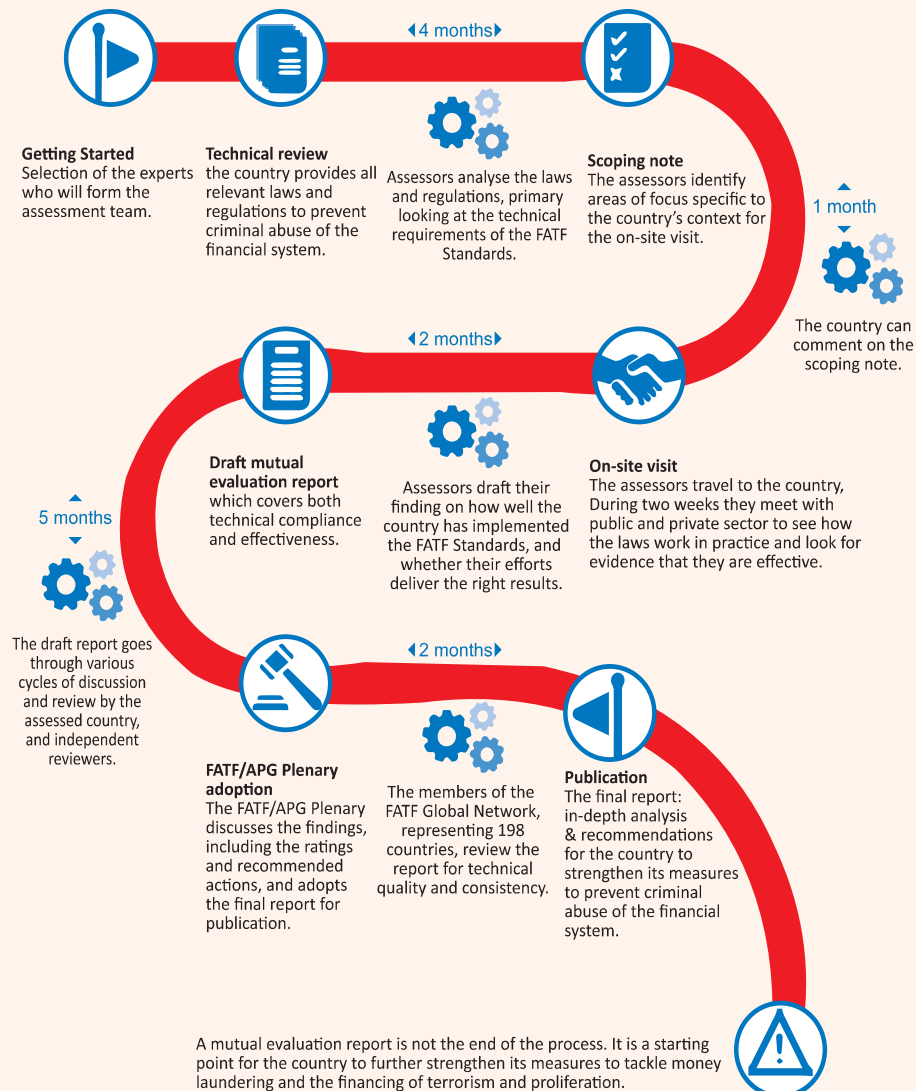 4 months
Getting Started
Selection of the experts
who will form the
assessment team.
Technical review
the country provides all
relevant laws and
regulations to prevent
criminal abuse of the
financial system.
Assessors analyse the laws
and regulations, primary
looking at the technical
requirements of the FATF
Standards.
Scoping note
The assessors identify
areas of focus specific to
the country's context for
the on-site visit.
1 month
The country can
comment on the
scoping note.
2 months
On-site visit
The assessors travel to the country,
During two weeks they meet with
public and private sector to see how
the laws work in practice and look for
evidence that they are effective.
Assessors draft their
finding on how well the
country has implemented
the FATF Standards, and
whether their efforts
deliver the right results.
Draft mutual
evaluation report
which covers both
technical compliance
and effectiveness.
5 months
The draft report goes
through various
cycles of discussion
and review by the
assessed country,
and independent
reviewers.
2 months
FATF/APG Plenary
adoption
The FATF/APG Plenary
discusses the findings,
including the ratings
and recommended
actions, and adopts
the final report for
publication.
The members of the
FATF Global Network,
representing 198
countries, review the
report for technical
quality and consistency.
Publication
The final report:
in-depth analysis
& recommendations
for the country to
strengthen its measures
to prevent criminal
abuse of the financial
system.
A mutual evaluation report is not the end of the process. It is a starting
point for the country to further strengthen its measures to tackle money
laundering and the financing of terrorism and proliferation.